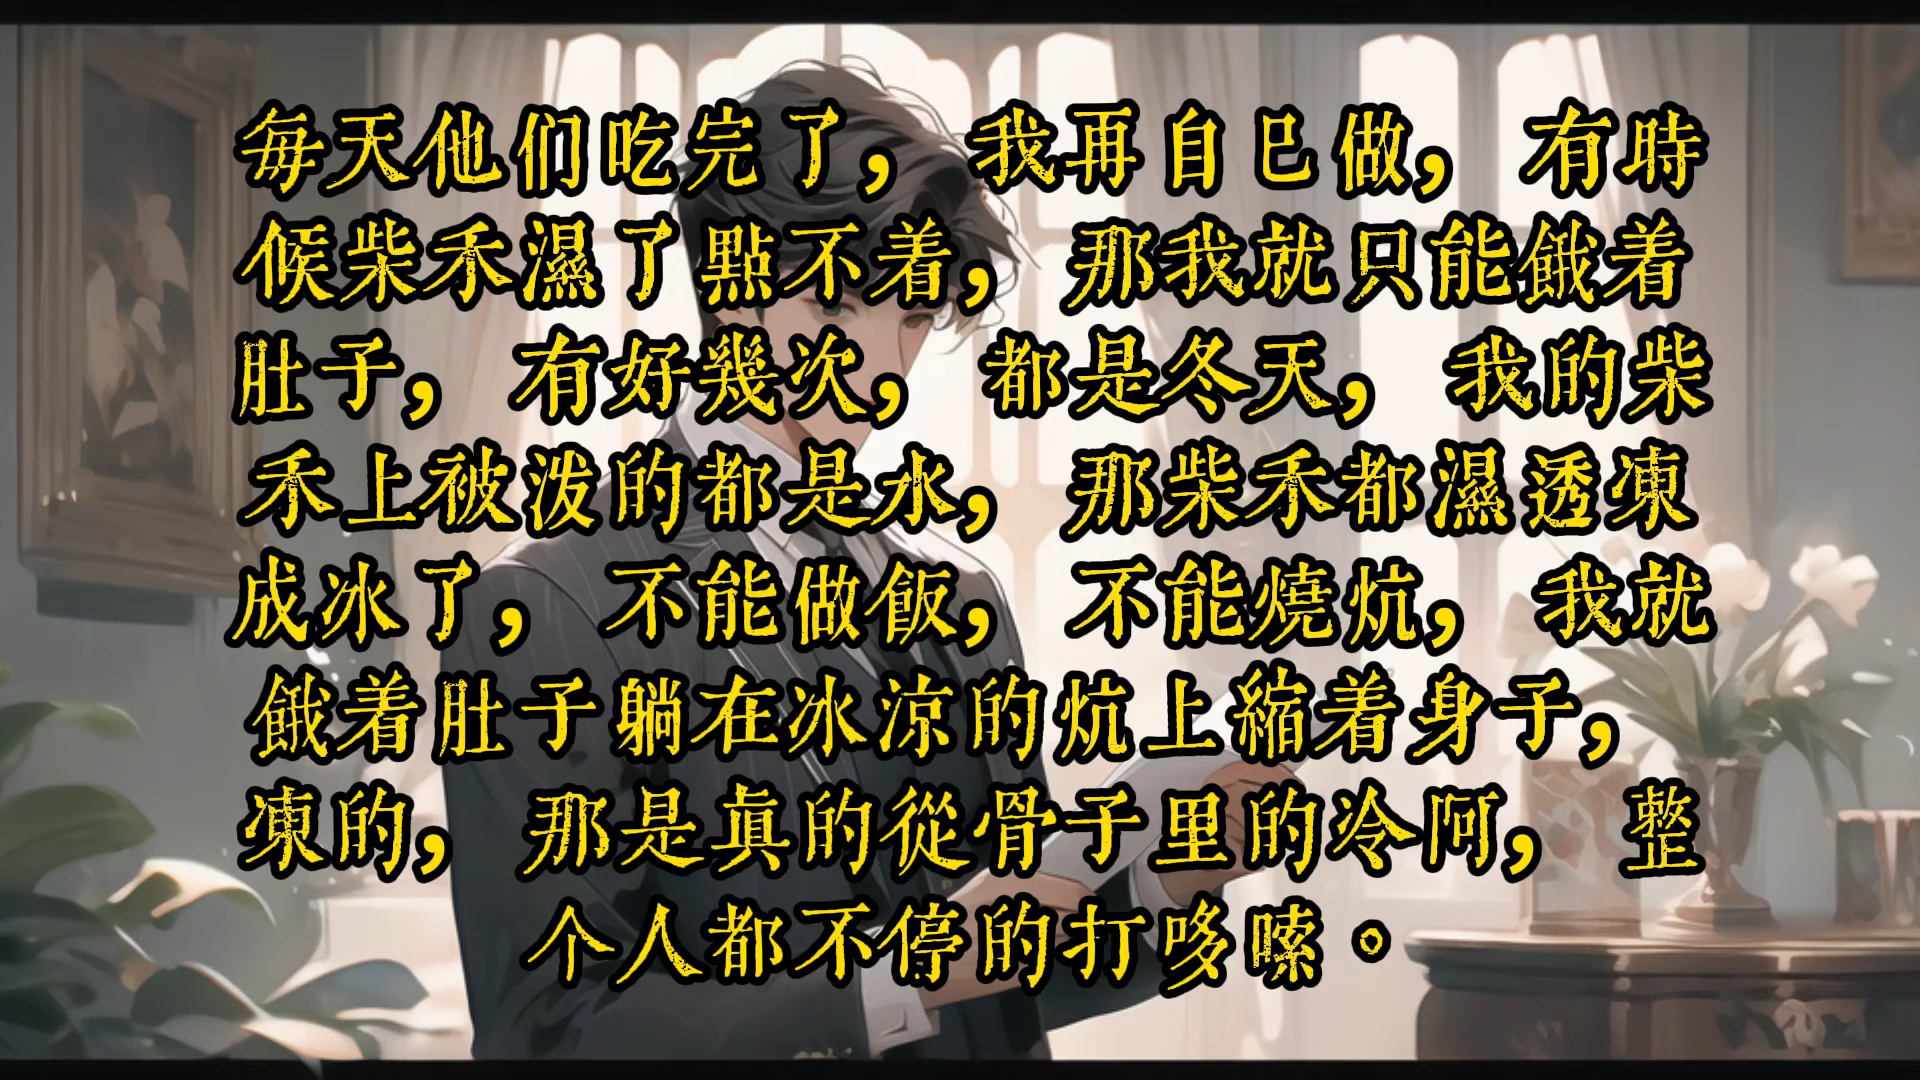 每天他们吃完了，我再自已做，有時
候柴禾濕了點不着，那我就只能餓着
肚子，有好幾次，都是冬天，我的柴
禾上被泼的都是水，那柴禾都濕透凍
成冰了，不能做飯，不能燒炕，我就
餓着肚子躺在冰涼的炕上縮着身子，
凍的，那是真的從骨子里的冷阿，整
个人都不停的打哆嗦。